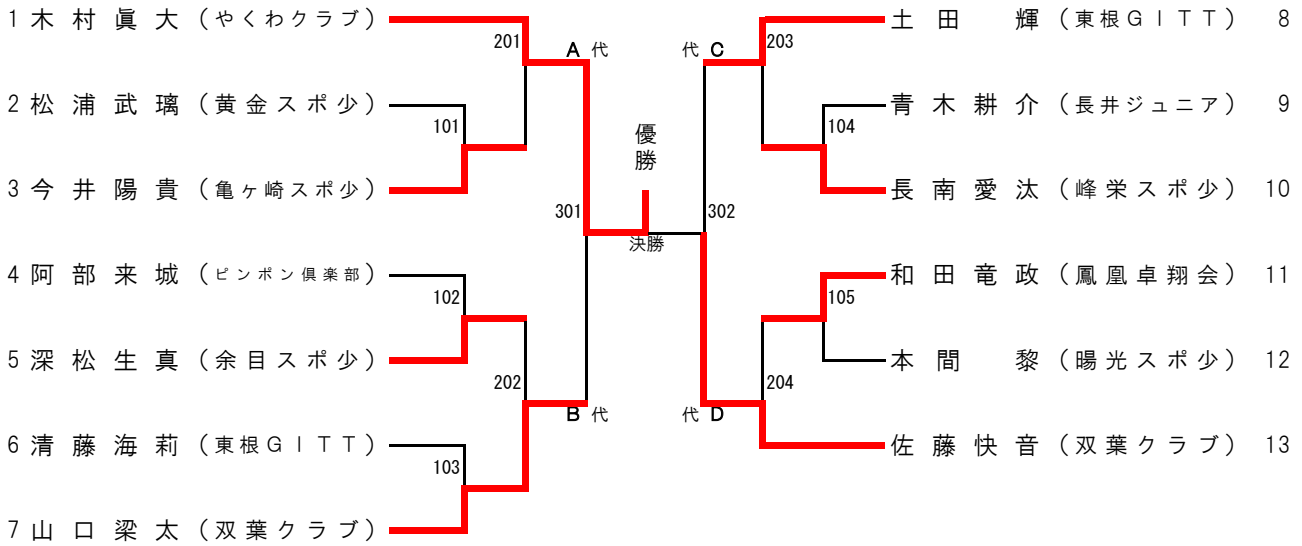 1 木村眞大(やくわクラブ)
2 松浦武璃(黄金スポ少)
3 今井陽貴(亀ヶ崎スポ少)
4 阿部来城(ピンポン倶楽部)
5 深松生真(余目スポ少)
6 清藤海莉(東根GITT)
7 山口梁太(双葉クラブ)
201
101
102
202
103
A 代
B 代
301
優勝
決勝
302
代 C
代 D
203
104
105
204
土田 輝(東根GITT) 8
青木耕介(長井ジュニア) 9
長南愛汰(峰栄スポ少) 10
和田竜政(鳳凰卓翔会) 11
本間 黎(暘光スポ少) 12
佐藤快音(双葉クラブ) 13